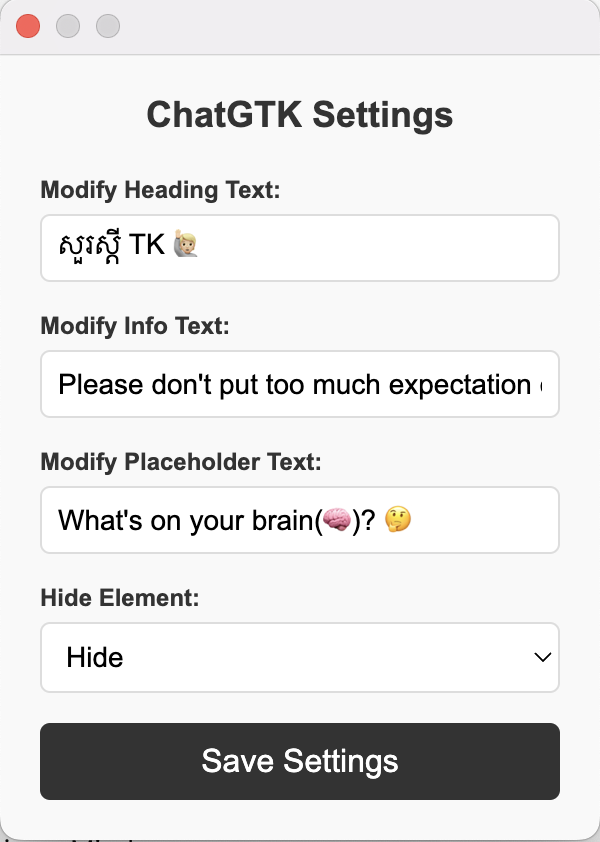 ChatGTK Settings
Modify Heading Text:
សួរស្តី TK 🙋🏼
Modify Info Text:
Please don't put too much expectation
Modify Placeholder Text:
What's on your brain(🧠)? 🤔
Hide Element:
Hide
Save Settings